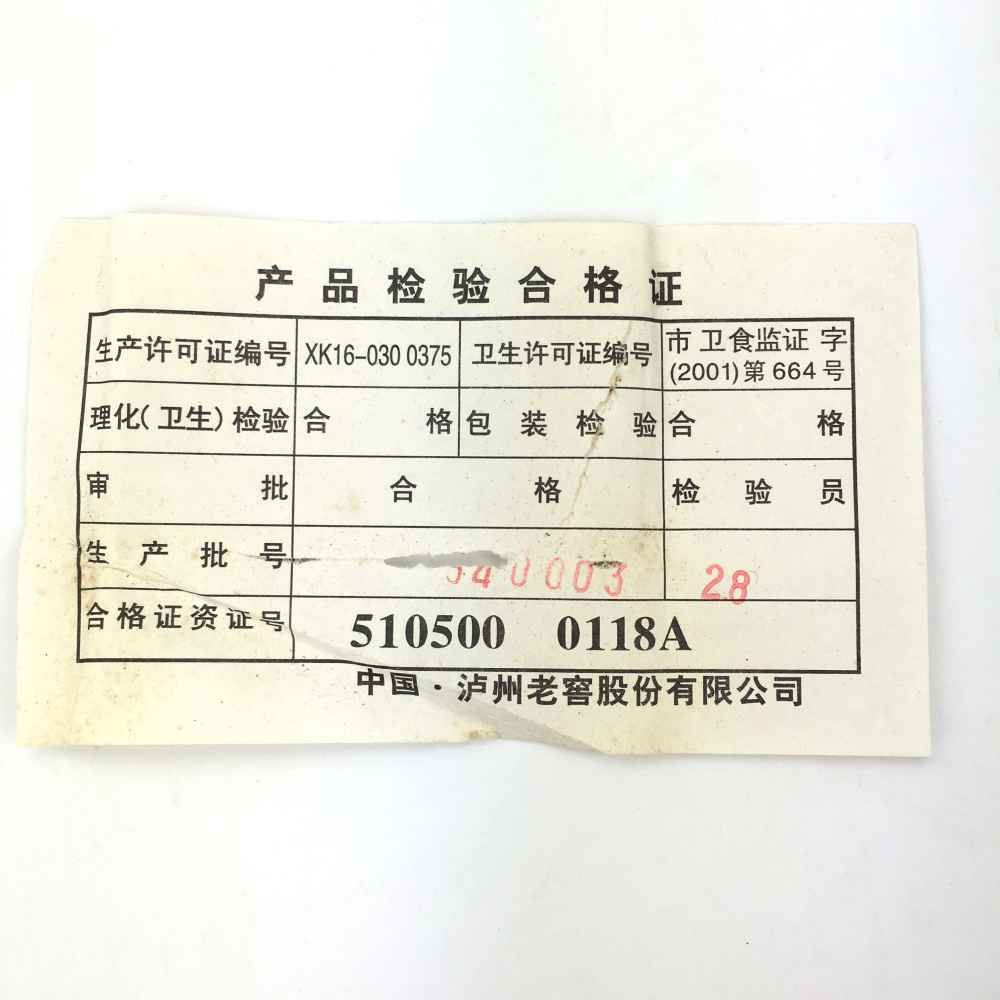 产品检验合格证
生产许可证编号 XK16-030 0375 卫生许可证编号 市卫食监证字
(2001)第664号
理化(卫生)检验 合格 包装检验 合格
审批 合格 检验员
生产批号 40003 28
合格证资证号 510500 0118A
中国·泸州老窖股份有限公司